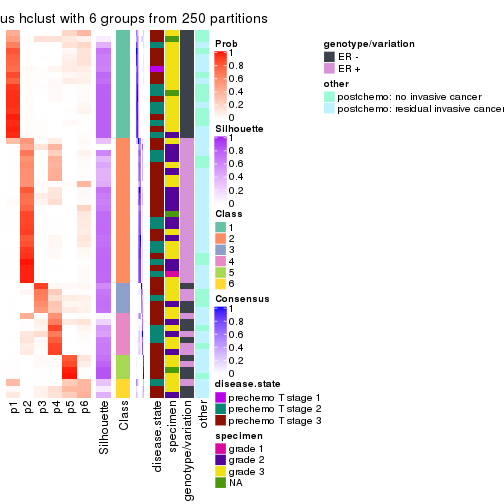 us hclust with 6 groups from 250 partitions
Prob
1
0.8
0.6
0.4
0.2
0
Silhouette
1
0.8
0.6
0.4
0.2
0
Class
1
2
3
4
5
6
Consensus
1
0.8
0.6
0.4
0.2
0
disease.state
prechemo T stage 1
prechemo T stage 2
prechemo T stage 3
specimen
grade 1
grade 2
grade 3
NA
genotype/variation
ER -
ER +
other
postchemo: no invasive cancer
postchemo: residual invasive cancer
p1
p2
p3
p4
p5
p6
Silhouette
Class
disease.state
specimen
genotype/variation
other